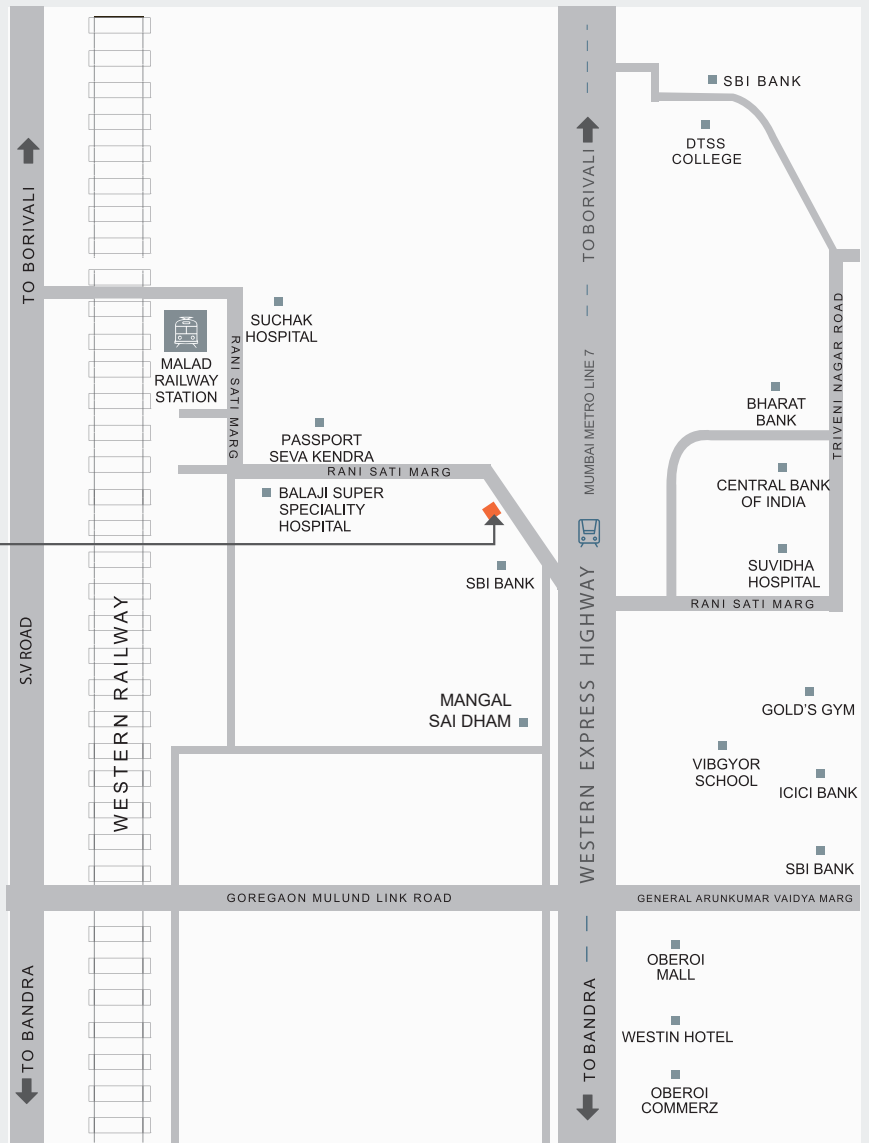 SBI BANK
DTSS
COLLEGE
TO BORIVALI
TO BORIVALI
SUCHAK
HOSPITAL
MALAD
RAILWAY
STATION
RANI SATI MARG
MUMBAI METRO LINE 7
TRIVENI NAGAR ROAD
BHARAT
BANK
PASSPORT
SEVA KENDRA
RANI SATI MARG
BALAJI SUPER
SPECIALITY
HOSPITAL
CENTRAL BANK
OF INDIA
SBI BANK
SUVIDHA
HOSPITAL
RANI SATI MARG
S.V ROAD
WESTERN RAILWAY
WESTERN EXPRESS HIGHWAY
MANGAL
SAI DHAM
GOLD'S GYM
VIBGYOR
SCHOOL
ICICI BANK
SBI BANK
GOREGAON MULUND LINK ROAD
GENERAL ARUNKUMAR VAIDYA MARG
TO BANDRA
TO BANDRA
OBEROI
MALL
WESTIN HOTEL
OBEROI
COMMERZ